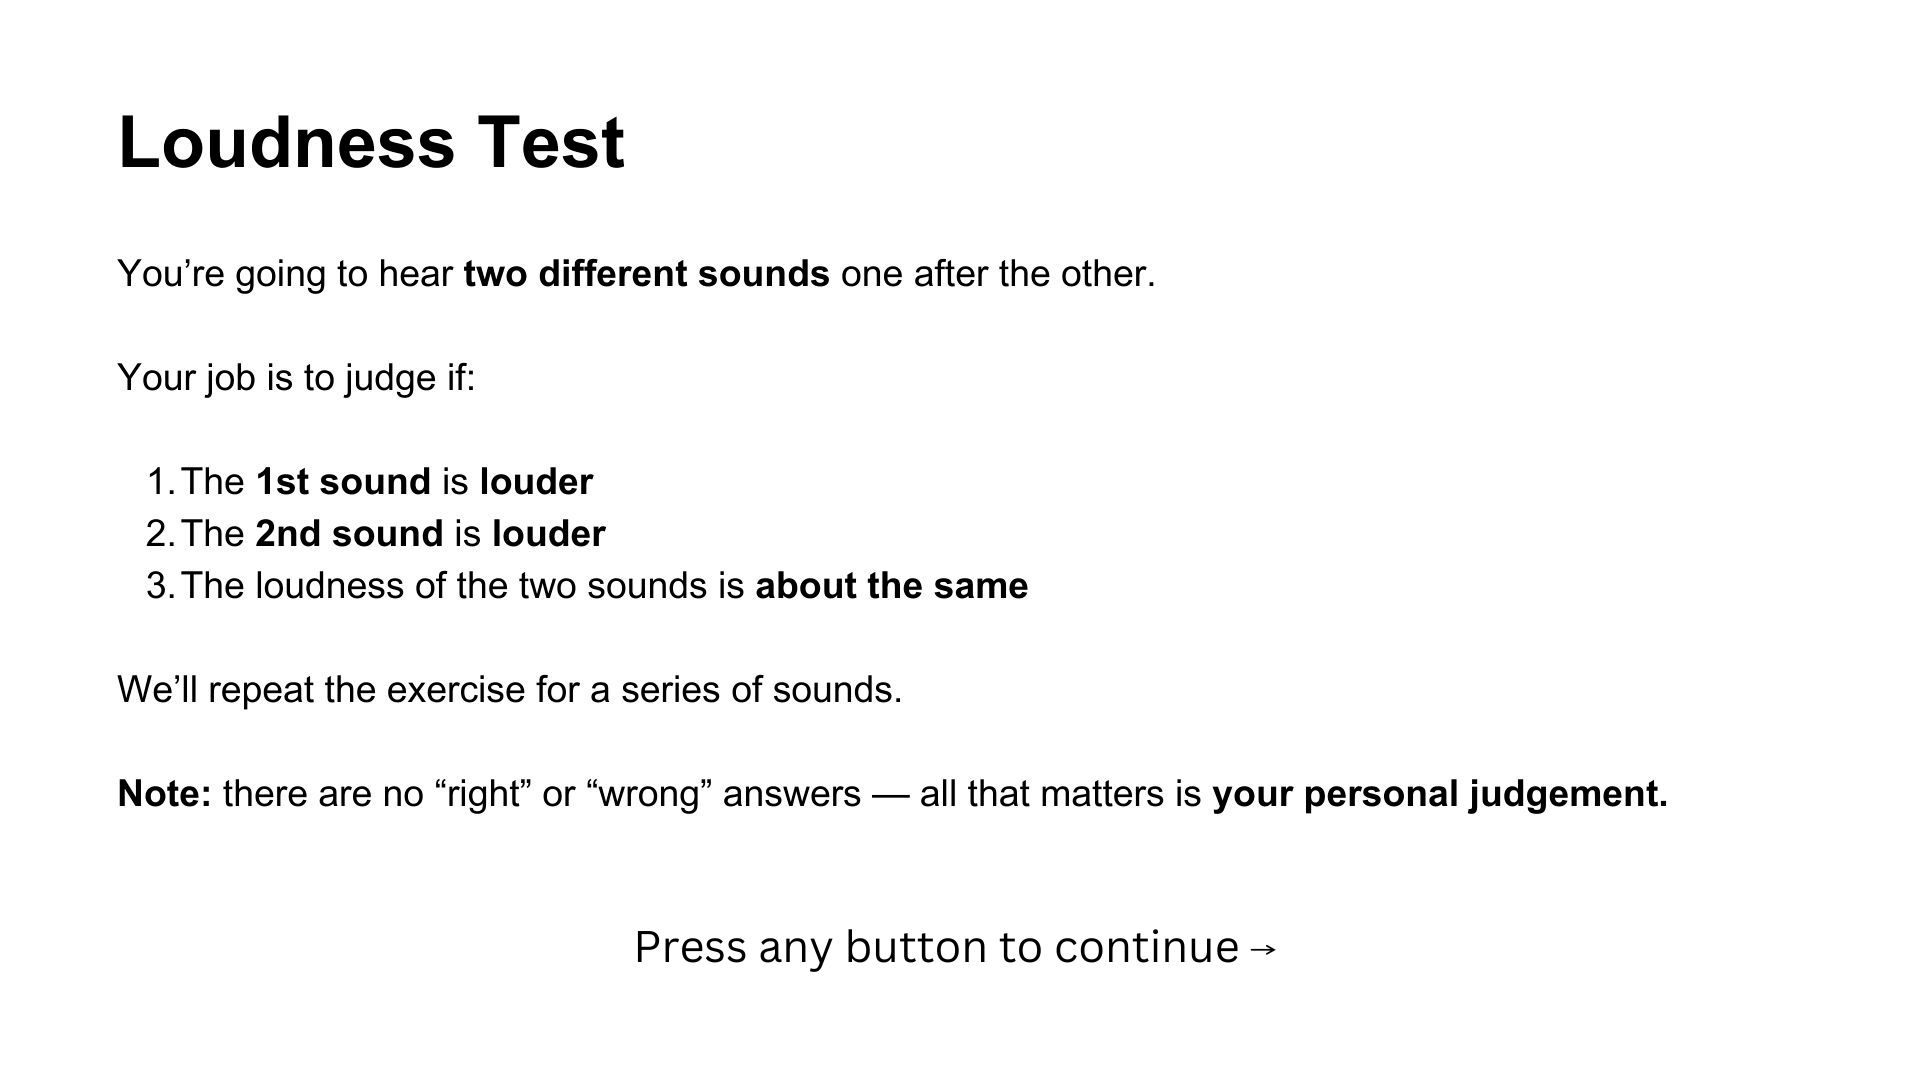 Loudness Test
You’re going to hear two different sounds one after the other.
Your job is to judge if:
1. The 1st sound is louder
2. The 2nd sound is louder
3. The loudness of the two sounds is about the same
We’ll repeat the exercise for a series of sounds.
Note: there are no “right” or “wrong” answers — all that matters is your personal judgement.
Press any button to continue →